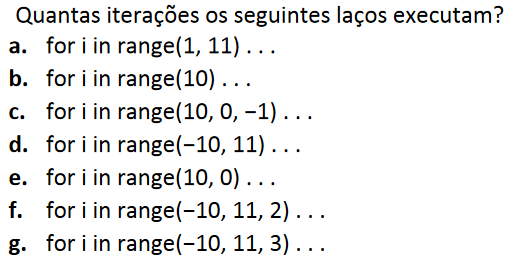 Quantas iterações os seguintes laços executam?
a. for i in range(1, 11) . . .
b. for i in range(10) . . .
c. for i in range(10, 0, −1) . . .
d. for i in range(−10, 11) . . .
e. for i in range(10, 0) . . .
f. for i in range(−10, 11, 2) . . .
g. for i in range(−10, 11, 3) . . .